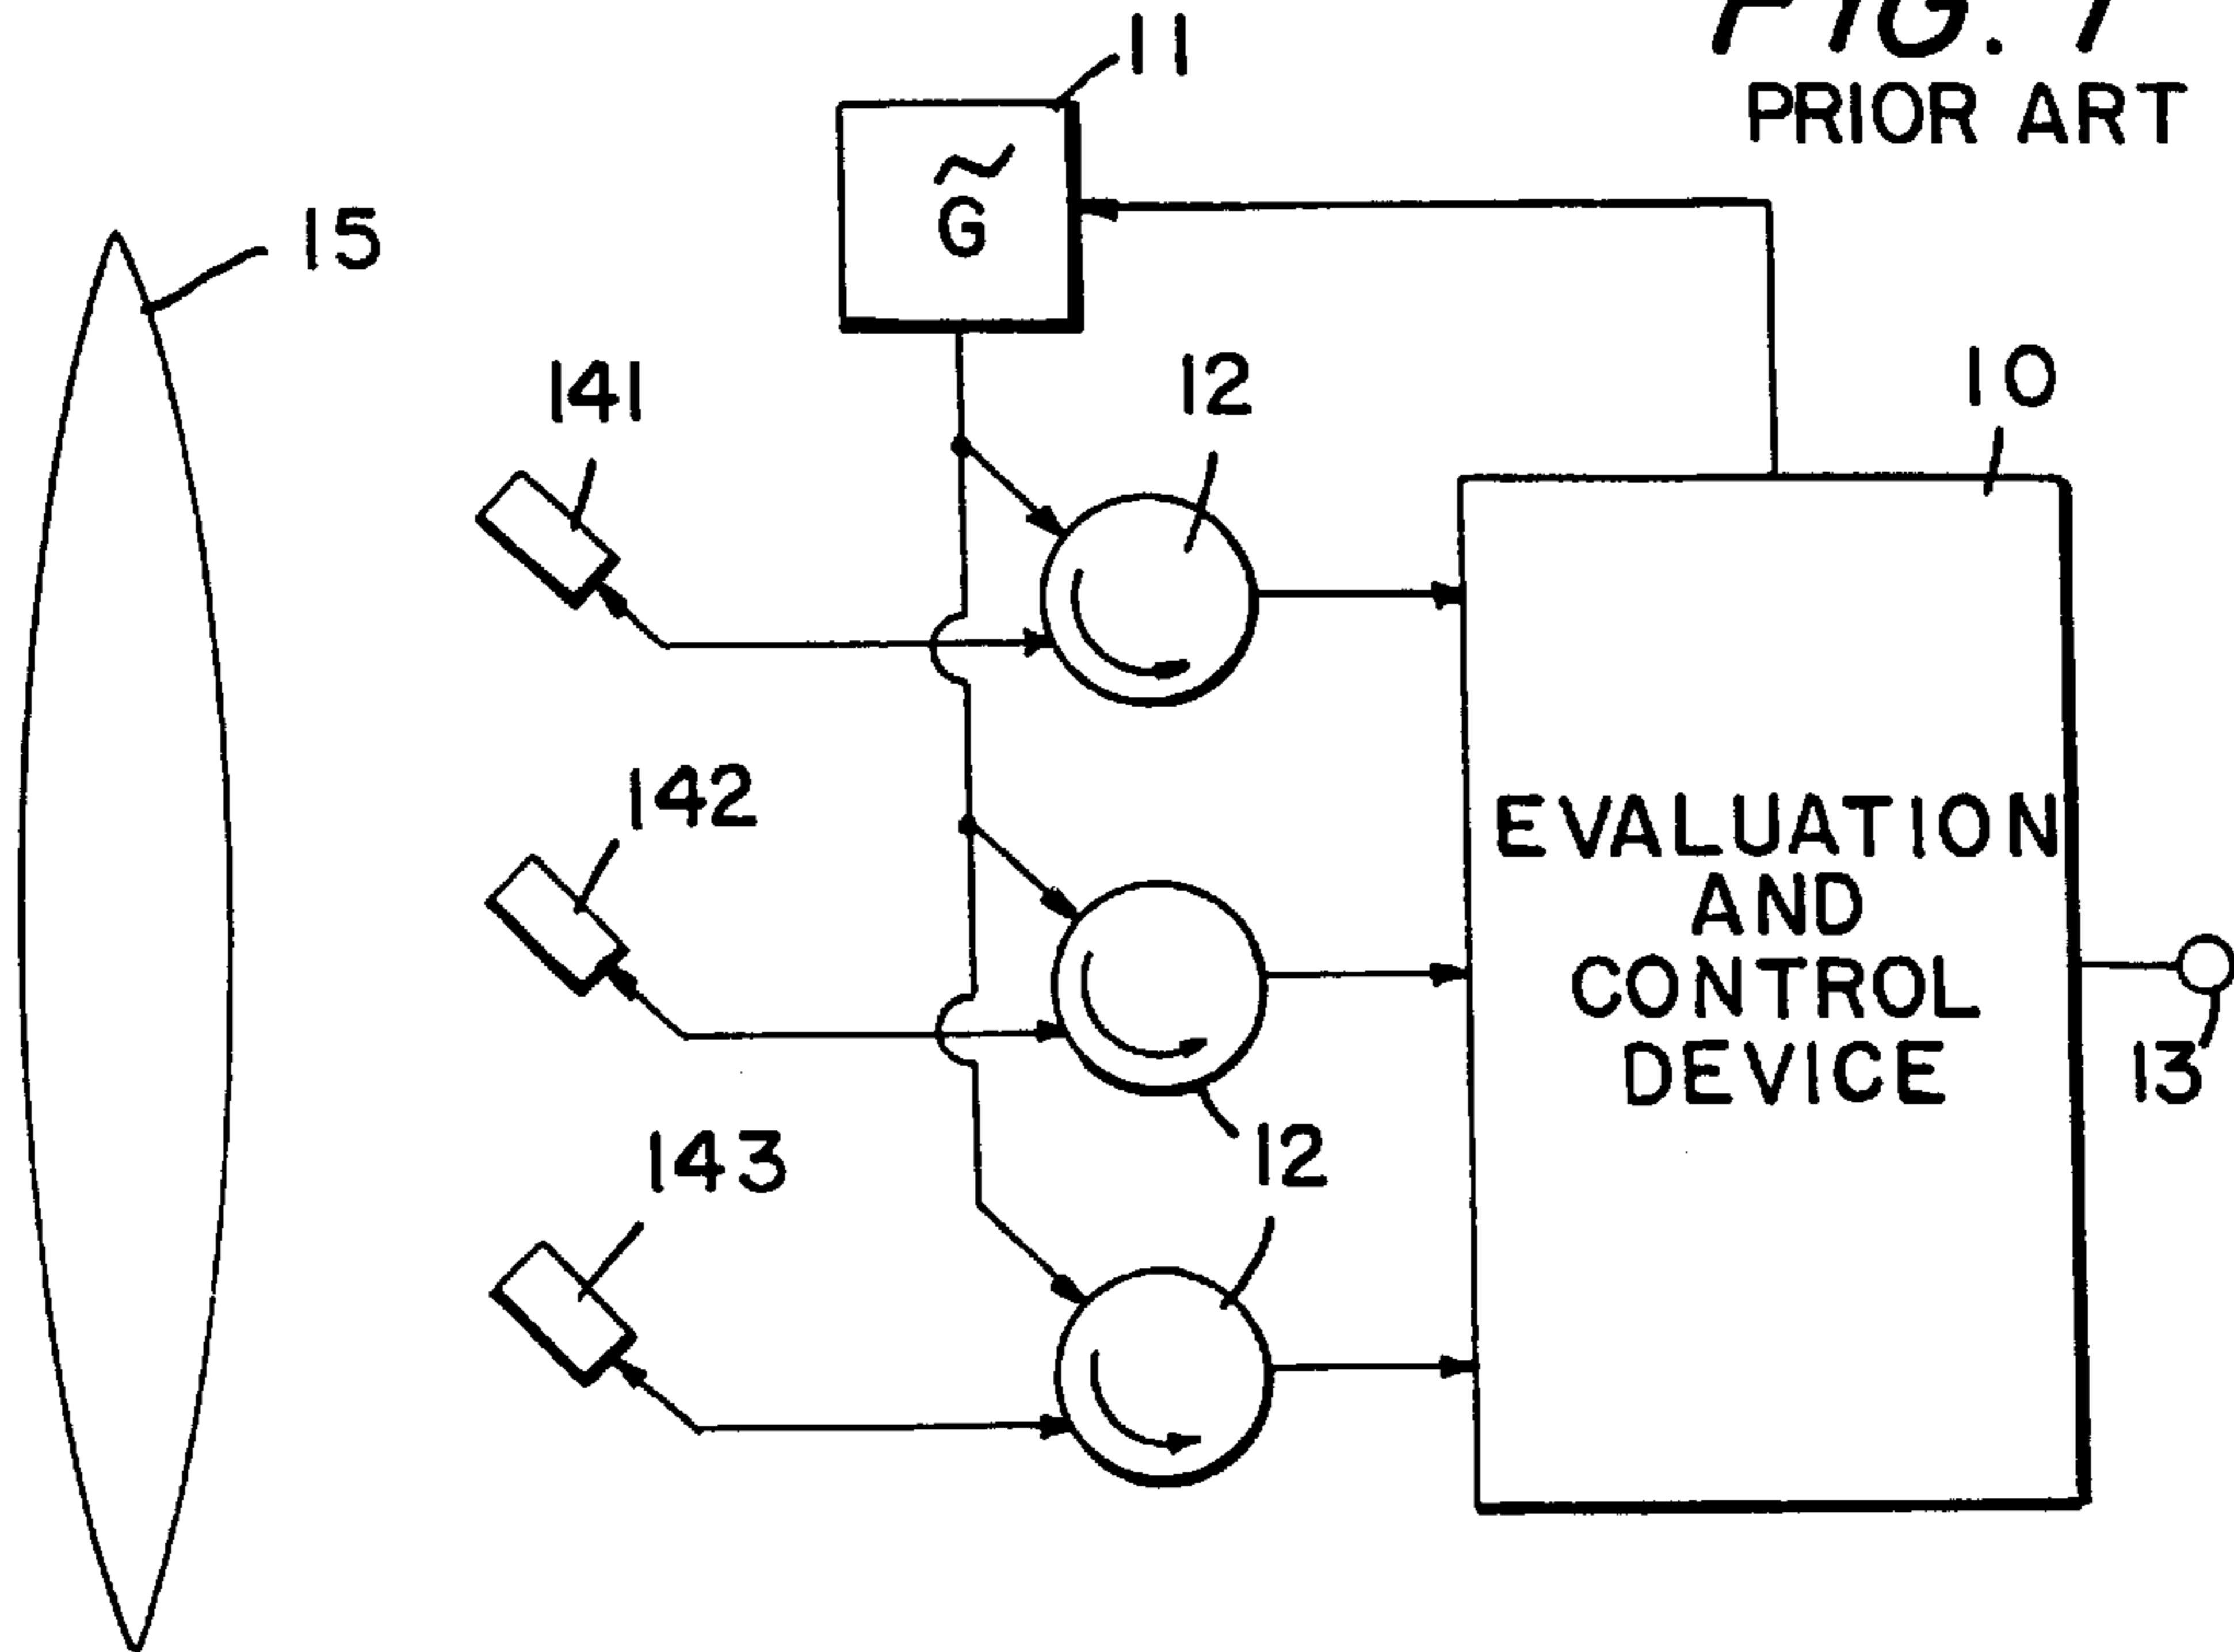 FIG. 1
PRIOR ART
11
G̃
15
141
12
10
142
EVALUATION
AND
CONTROL
DEVICE
13
143
12
12